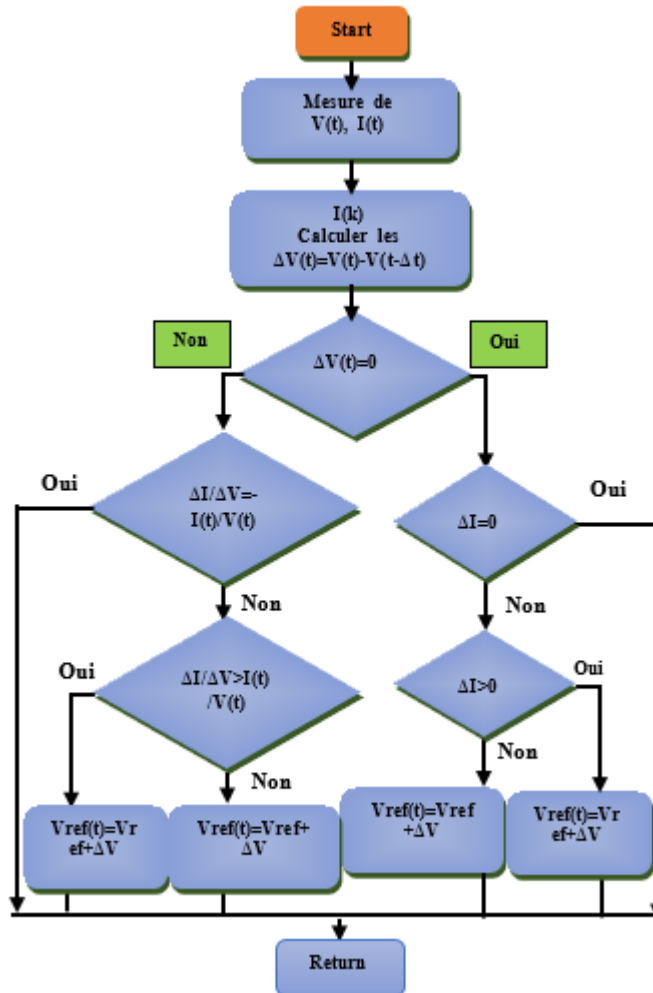 Start
Mesure de
V(t), I(t)
I(k)
Calculer les
ΔV(t)=V(t)-V(t-Δt)
Non
Oui
ΔV(t)=0
Oui
ΔI/ΔV=-
I(t)/V(t)
ΔI=0
Oui
Non
Non
Oui
ΔI/ΔV>I(t)
/V(t)
ΔI>0
Oui
Non
Non
Vref(t)=Vr
ef+ΔV
Vref(t)=Vref+
ΔV
Vref(t)=Vref
+ΔV
Vref(t)=Vr
ef+ΔV
Return